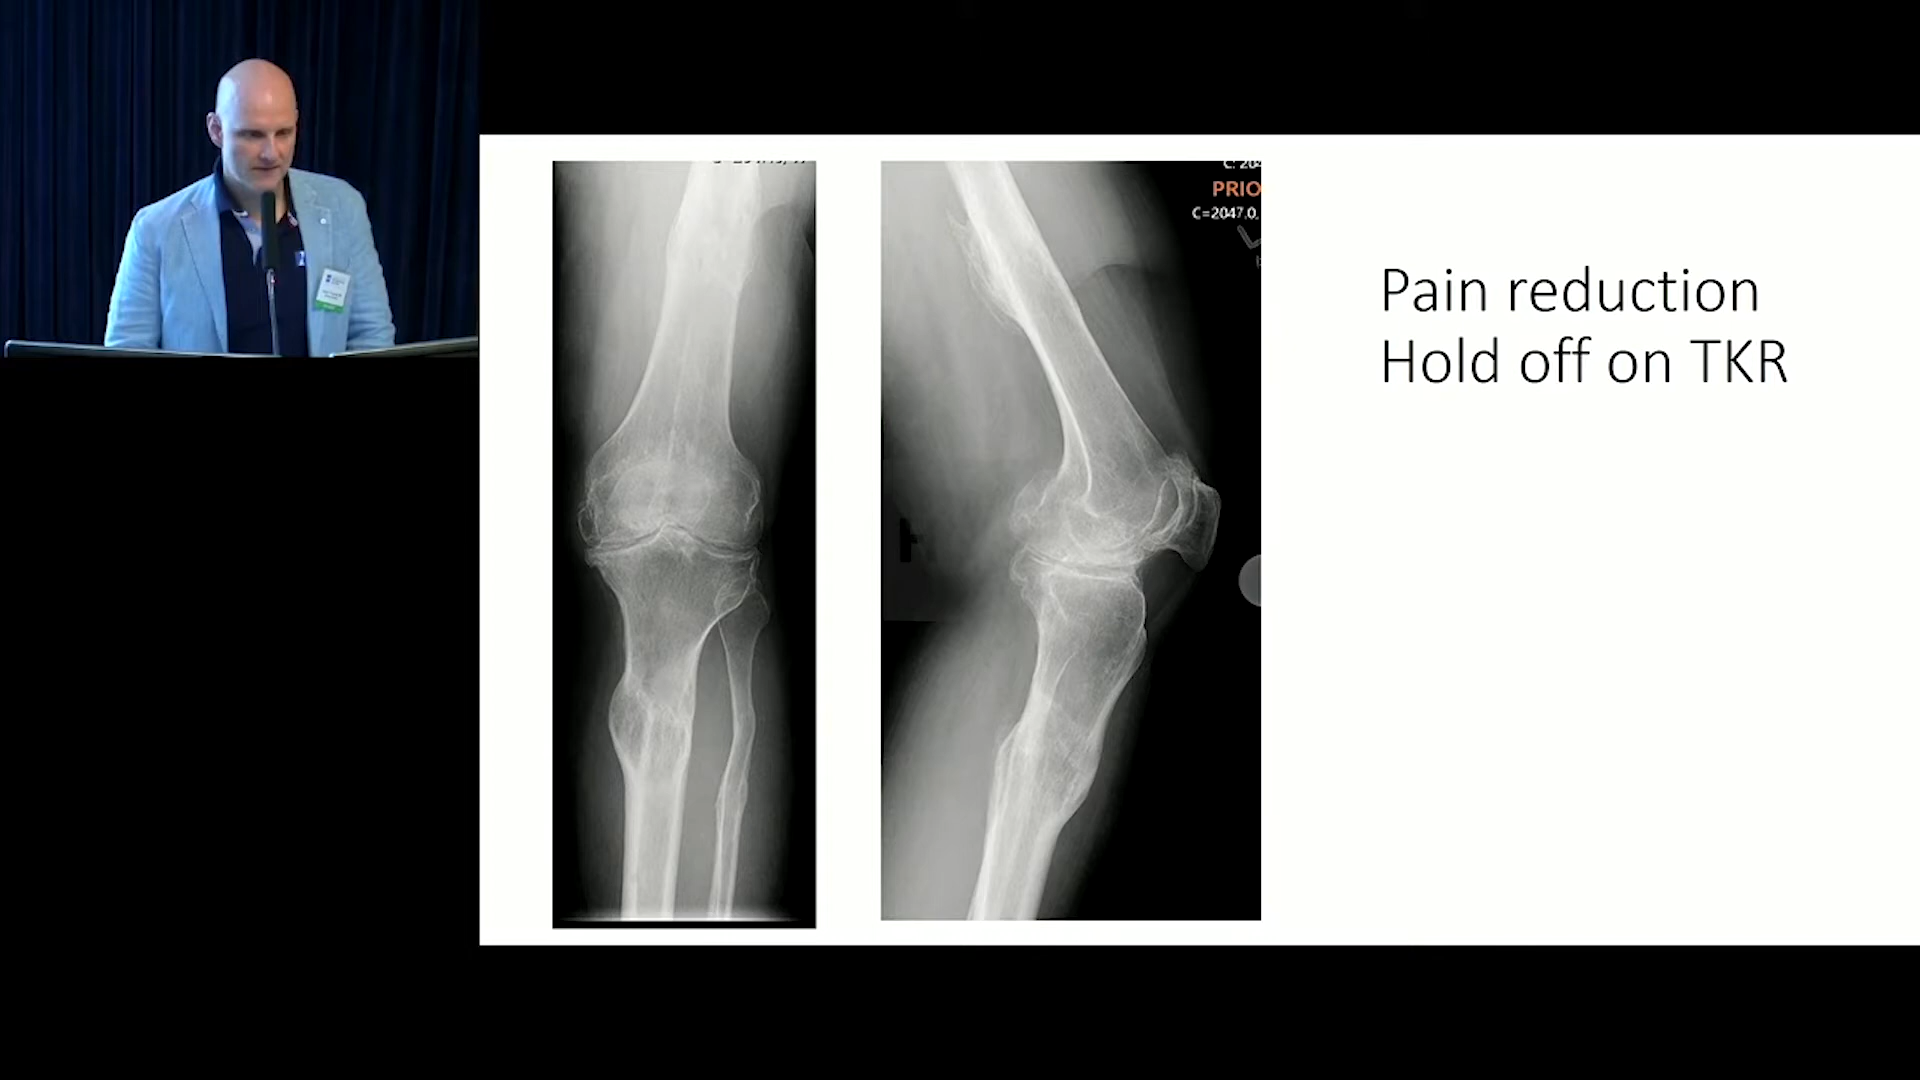 PRIO
C=2047.0,
Pain reduction
Hold off on TKR